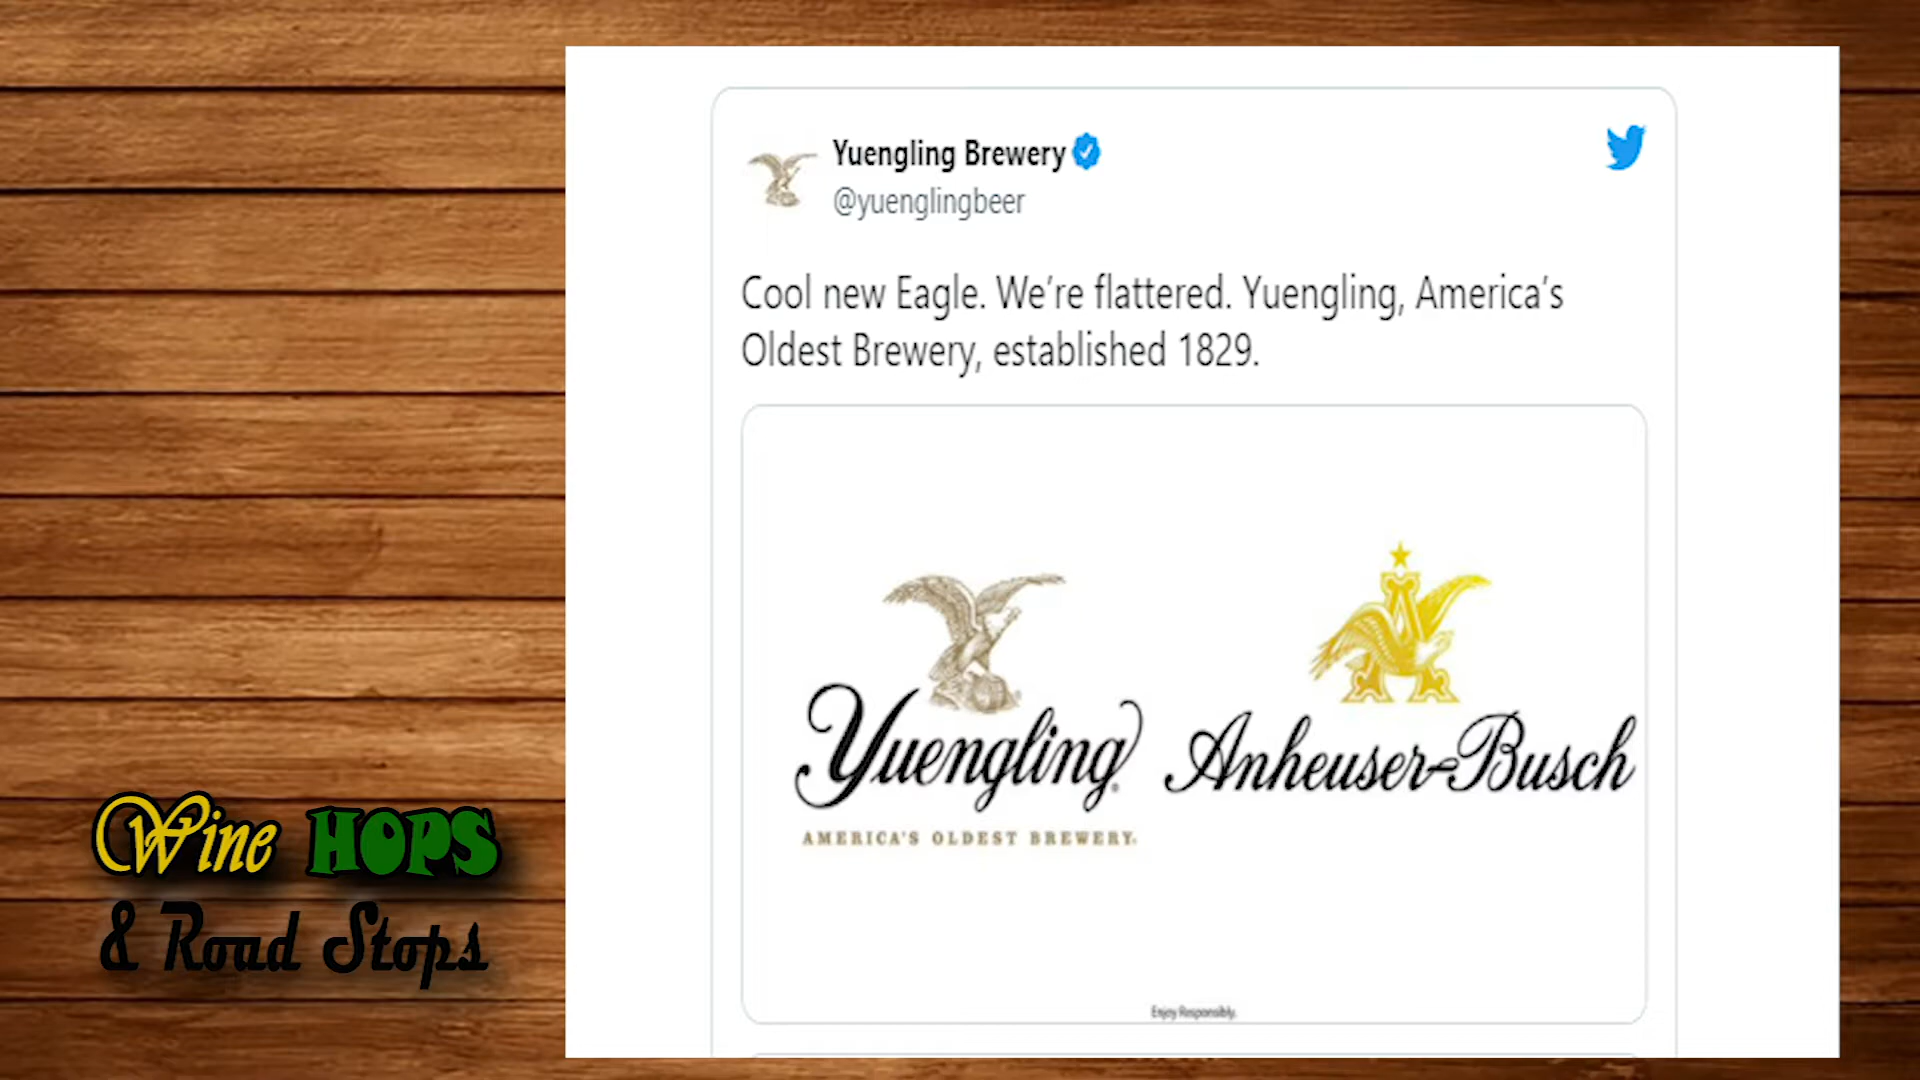 Yuengling Brewery
@yuenglingbeer
Cool new Eagle. We’re flattered. Yuengling, America’s
Oldest Brewery, established 1829.
Yuengling®
AMERICA'S OLDEST BREWERY.
A
Anheuser-Busch
Enjoy Responsibly.
Wine HOPS
& Road Stops